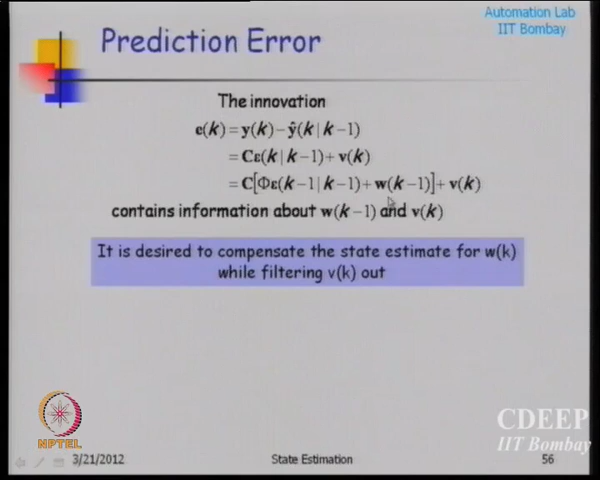 Automation Lab
IIT Bombay
Prediction Error
The innovation
e(k) = y(k) − ŷ(k | k − 1)
= Cε(k | k − 1) + v(k)
= C[Φε(k − 1 | k − 1) + w(k − 1)] + v(k)
contains information about w(k − 1) and v(k)
It is desired to compensate the state estimate for w(k)
while filtering v(k) out
NPTEL
3/21/2012
State Estimation
CDEEP
IIT Bombay
56